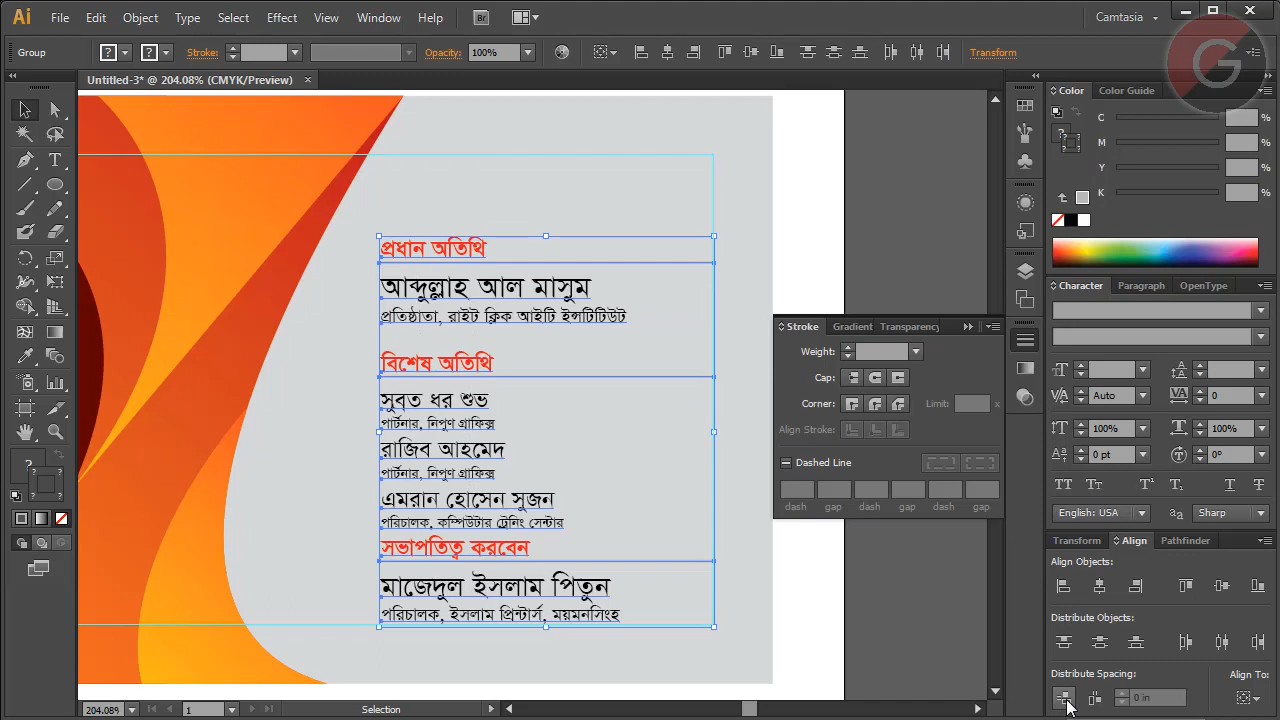 Ai File Edit Object Type Select Effect View Window Help Br Camtasia
Group ? ? Stroke: Opacity: 100% Transform
Untitled-3* @ 204.08% (CMYK/Preview) ×
Color Color Guide
C %
M %
Y %
K %
প্রধান অতিথি
আব্দুল্লাহ আল মাসুম
প্রতিষ্ঠাতা, রাইট ক্লিক আইটি ইন্সটিটিউট
বিশেষ অতিথি
সুব্রত ধর শুভ
পার্টনার, নিপুণ গ্রাফিক্স
রাজিব আহমেদ
পার্টনার, নিপুণ গ্রাফিক্স
এমরান হোসেন সুজন
পরিচালক, কম্পিউটার ট্রেনিং সেন্টার
সভাপতিত্ব করবেন
মাজেদুল ইসলাম পিতুন
পরিচালক, ইসলাম প্রিন্টার্স, ময়মনসিংহ
Stroke Gradient Transparency
Weight:
Cap:
Corner: Limit: x
Align Stroke:
Dashed Line
dash gap dash gap dash gap
Character Paragraph OpenType
Auto 0
100% 100%
0 pt 0°
English: USA Sharp
Transform Align Pathfinder
Align Objects:
Distribute Objects:
Distribute Spacing: Align To:
0 in
204.08% 1 Selection